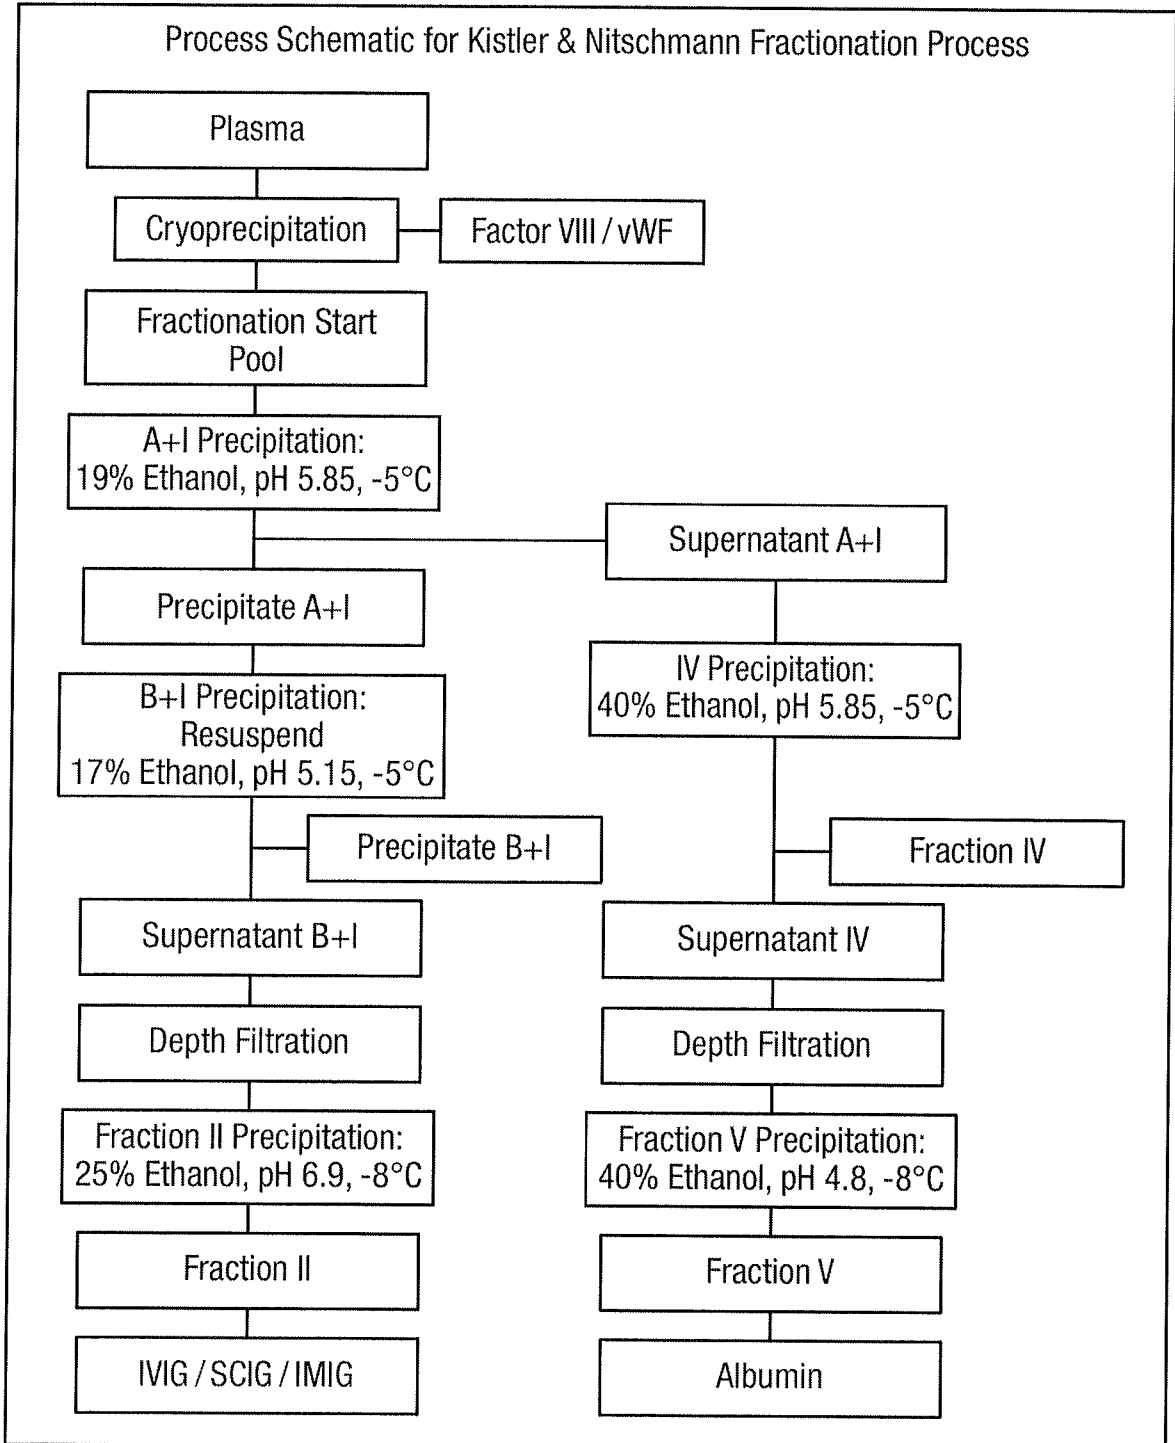 Process Schematic for Kistler & Nitschmann Fractionation Process
Plasma
Cryoprecipitation
Factor VIII / vWF
Fractionation Start
Pool
A+I Precipitation:
19% Ethanol, pH 5.85, -5°C
Supernatant A+I
Precipitate A+I
IV Precipitation:
40% Ethanol, pH 5.85, -5°C
B+I Precipitation:
Resuspend
17% Ethanol, pH 5.15, -5°C
Precipitate B+I
Fraction IV
Supernatant B+I
Supernatant IV
Depth Filtration
Depth Filtration
Fraction II Precipitation:
25% Ethanol, pH 6.9, -8°C
Fraction V Precipitation:
40% Ethanol, pH 4.8, -8°C
Fraction II
Fraction V
IVIG / SCIG / IMIG
Albumin